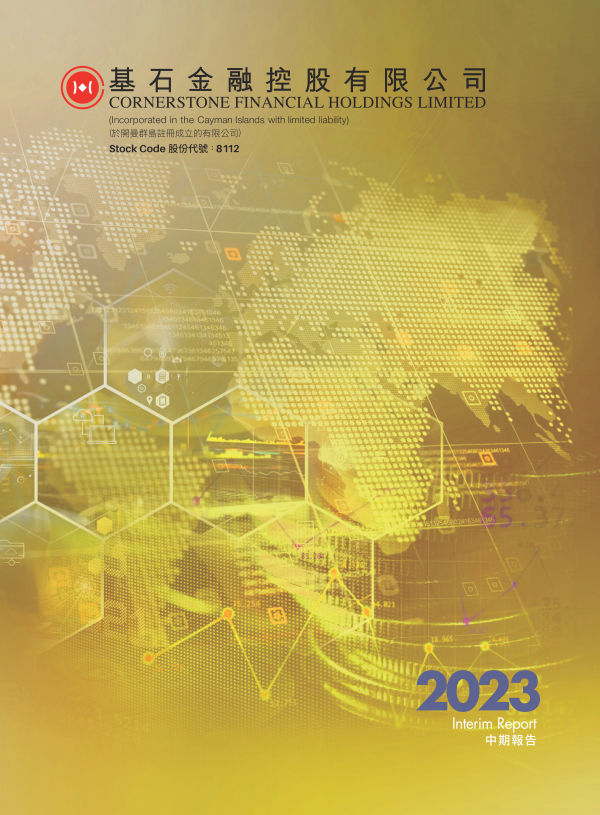 基石金融控股有限公司
CORNERSTONE FINANCIAL HOLDINGS LIMITED
(Incorporated in the Cayman Islands with limited liability)
(於開曼群島註冊成立的有限公司)
Stock Code 股份代號：8112
2023
Interim Report
中期報告